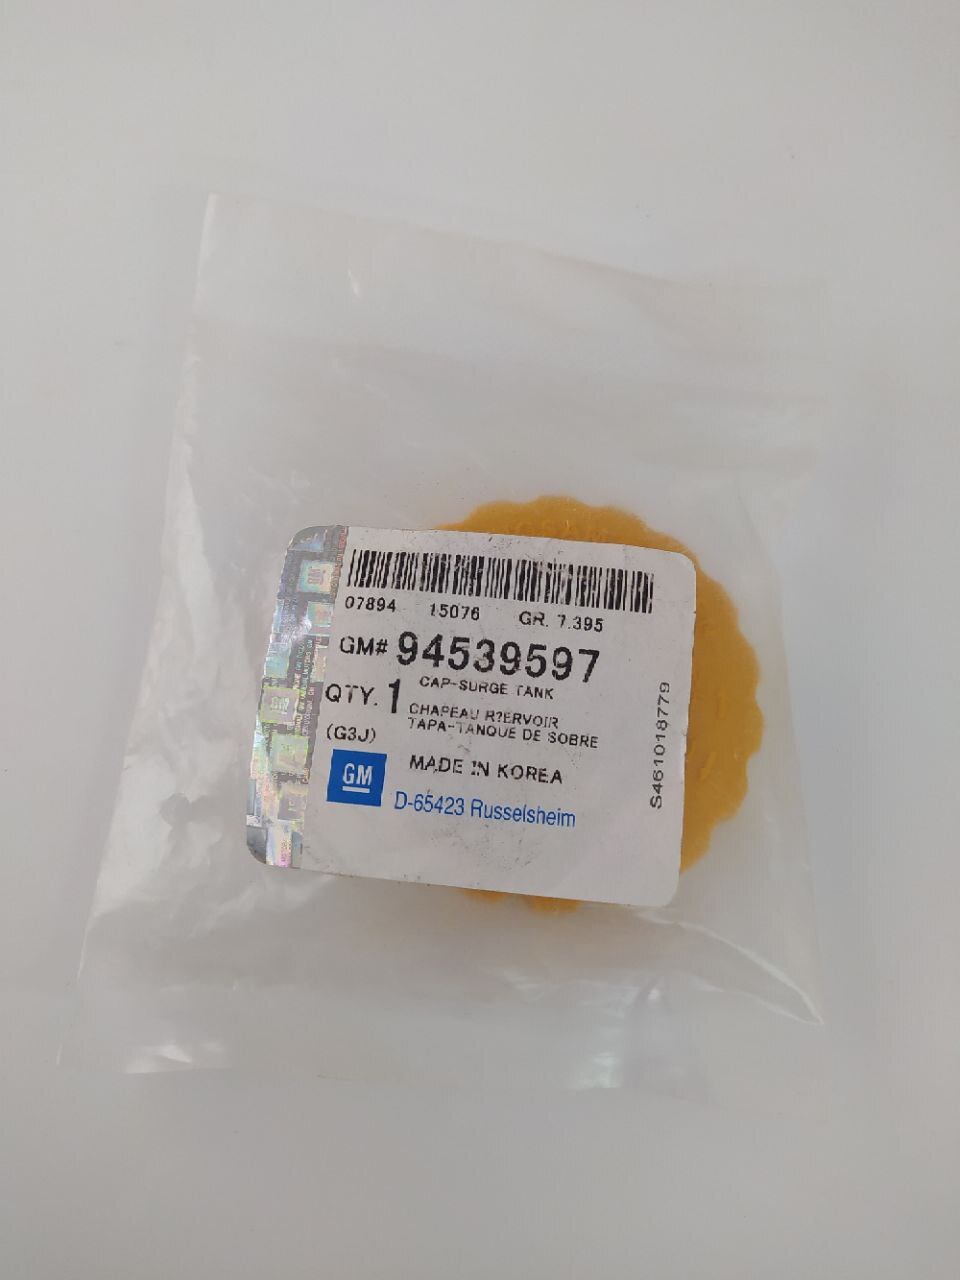 07894 15076 GR. 7.395
GM# 94539597
CAP-SURGE TANK
QTY. 1
CHAPEAU R?ERVOIR
TAPA-TANQUE DE SOBRE
(G3J)
GM
MADE IN KOREA
D-65423 Russelsheim
S461018779